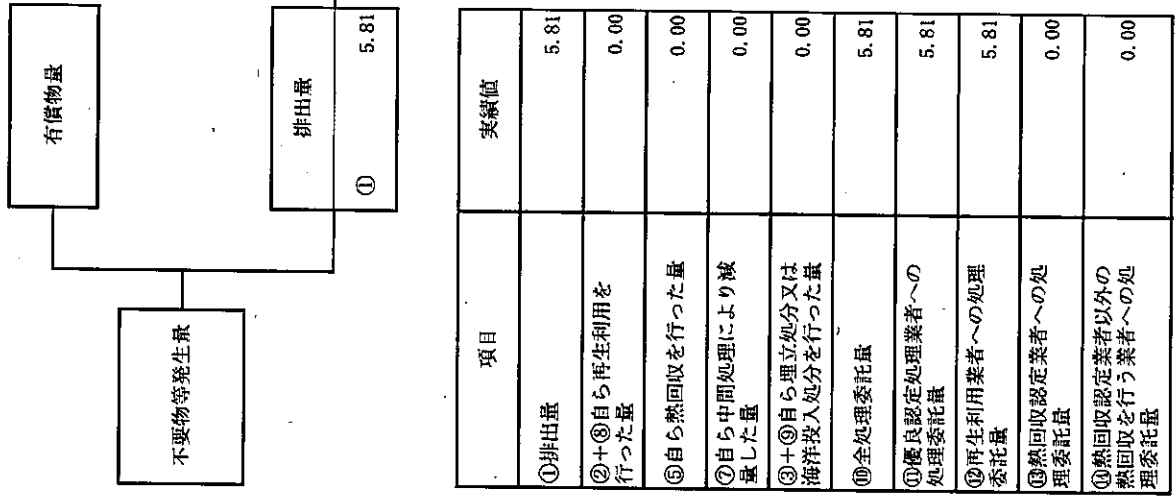 有償物量
不要物等発生量
排出量
① 5.81
項目 実績値
①排出量 5.81
②+⑧自ら再生利用を
行った量 0.00
⑤自ら熱回収を行った量 0.00
⑦自ら中間処理により減
量した量 0.00
③+⑨自ら埋立処分又は
海洋投入処分を行った量 0.00
⑩全処理委託量 5.81
⑪優良認定処理業者への
処理委託量 5.81
⑫再生利用業者への処理
委託量 5.81
⑬熱回収認定業者への処
理委託量 0.00
⑭熱回収認定業者以外の
熱回収を行う業者への処
理委託量 0.00